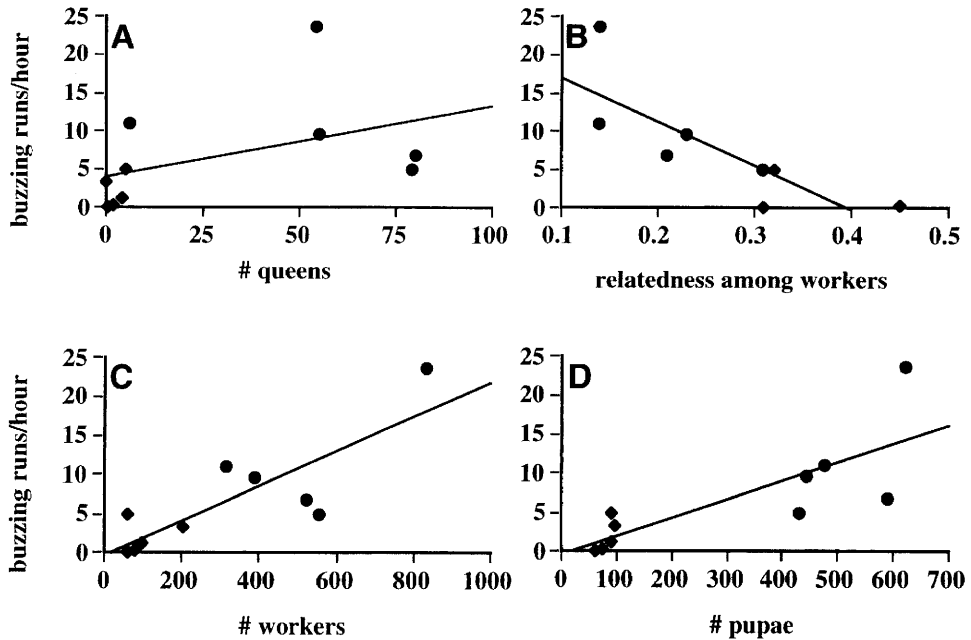 A
buzzing runs/hour
25
20
15
10
5
0
0 25 50 75 100
# queens
B
25
20
15
10
5
0
0.1 0.2 0.3 0.4 0.5
relatedness among workers
C
buzzing runs/hour
25
20
15
10
5
0
0 200 400 600 800 1000
# workers
D
25
20
15
10
5
0
0 100 200 300 400 500 600 700
# pupae